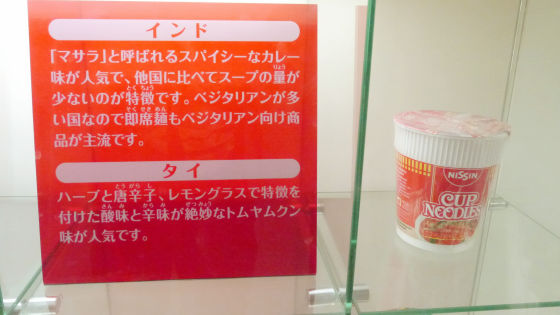 インド
「マサラ」と呼ばれるスパイシーなカレー
味が人気で、他国に比べてスープの量が
少ないのが特徴です。ベジタリアンが多
い国なので即席麺もベジタリアン向け商
品が主流です。
タイ
ハーブと唐辛子、レモングラスで特徴を
付けた酸味と辛味が絶妙なトムヤムクン
味が人気です。
NISSIN
CUP
NOODLES